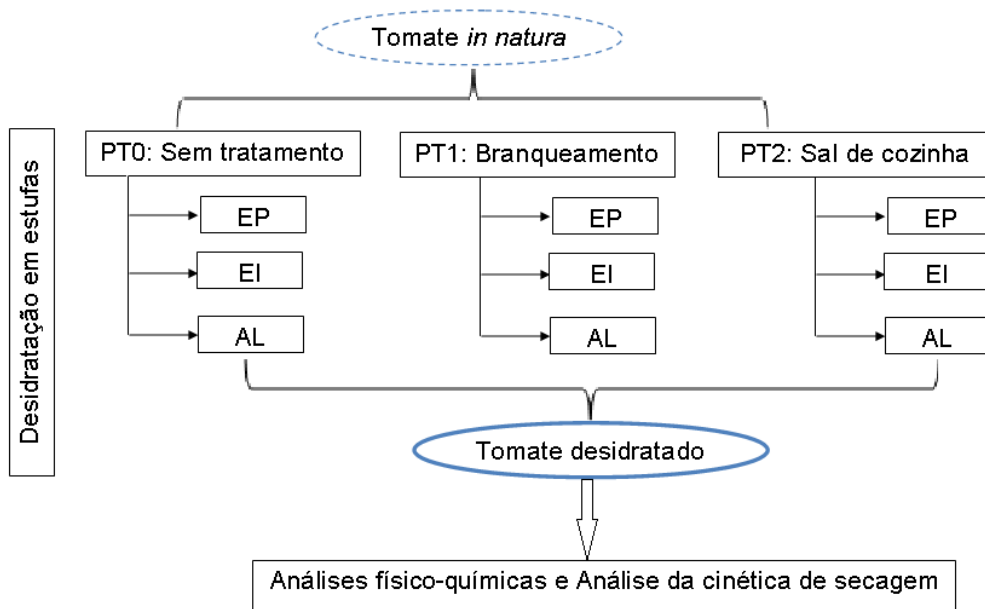 Tomate in natura
Desidratação em estufas
PT0: Sem tratamento
EP
EI
AL
PT1: Branqueamento
EP
EI
AL
PT2: Sal de cozinha
EP
EI
AL
Tomate desidratado
Análises físico-químicas e Análise da cinética de secagem